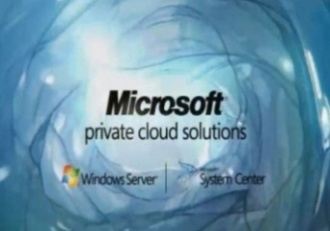 Microsoft
private cloud solutions
Windows Server System Center